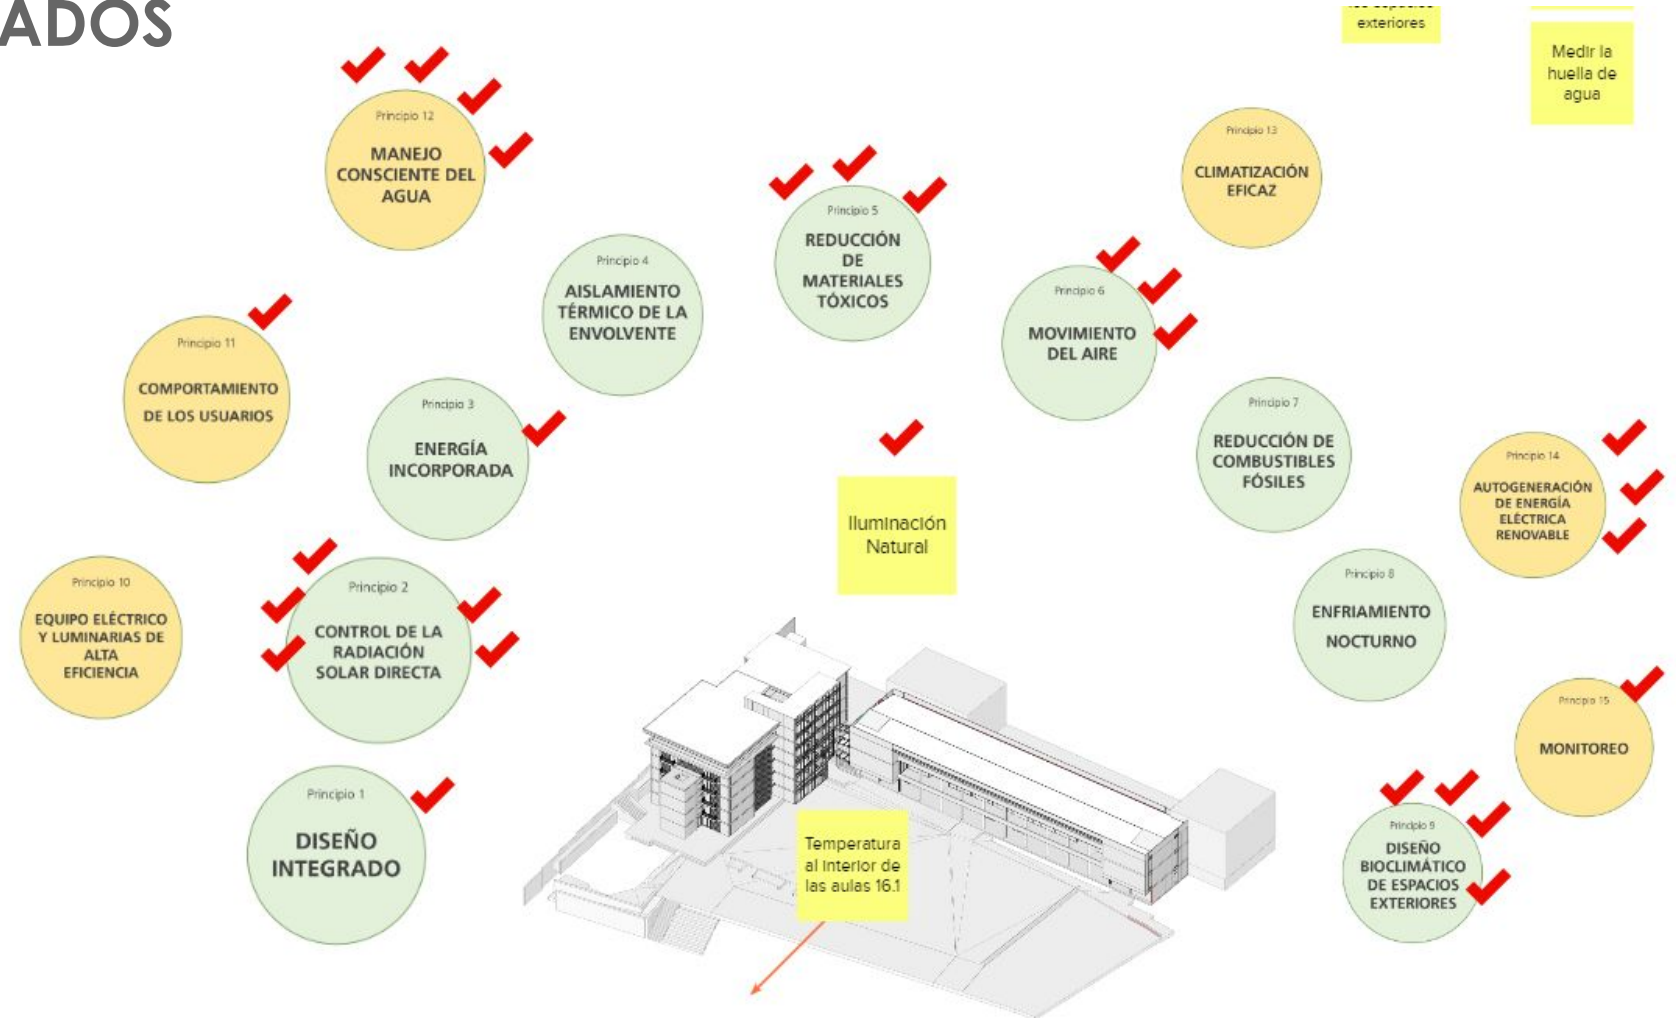 ADOS
exteriores
Medir la
huella de
agua
Principio 12
MANEJO
CONSCIENTE DEL
AGUA
Principio 13
CLIMATIZACIÓN
EFICAZ
Principio 5
REDUCCIÓN
DE
MATERIALES
TÓXICOS
Principio 4
AISLAMIENTO
TÉRMICO DE LA
ENVOLVENTE
Principio 6
MOVIMIENTO
DEL AIRE
Principio 11
COMPORTAMIENTO
DE LOS USUARIOS
Principio 3
ENERGÍA
INCORPORADA
Principio 7
REDUCCIÓN DE
COMBUSTIBLES
FÓSILES
Principio 14
AUTOGENERACIÓN
DE ENERGÍA
ELÉCTRICA
RENOVABLE
Iluminación
Natural
Principio 10
EQUIPO ELÉCTRICO
Y LUMINARIAS DE
ALTA
EFICIENCIA
Principio 2
CONTROL DE LA
RADIACIÓN
SOLAR DIRECTA
Principio 8
ENFRIAMIENTO
NOCTURNO
Principio 15
MONITOREO
Principio 1
DISEÑO
INTEGRADO
Temperatura
al interior de
las aulas 16.1
Principio 9
DISEÑO
BIOCLIMÁTICO
DE ESPACIOS
EXTERIORES